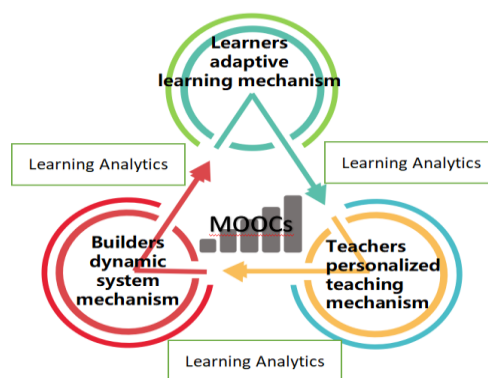 Learners
adaptive
learning mechanism
Learning Analytics
Learning Analytics
MOOCs
Builders
dynamic
system
mechanism
Teachers
personalized
teaching
mechanism
Learning Analytics